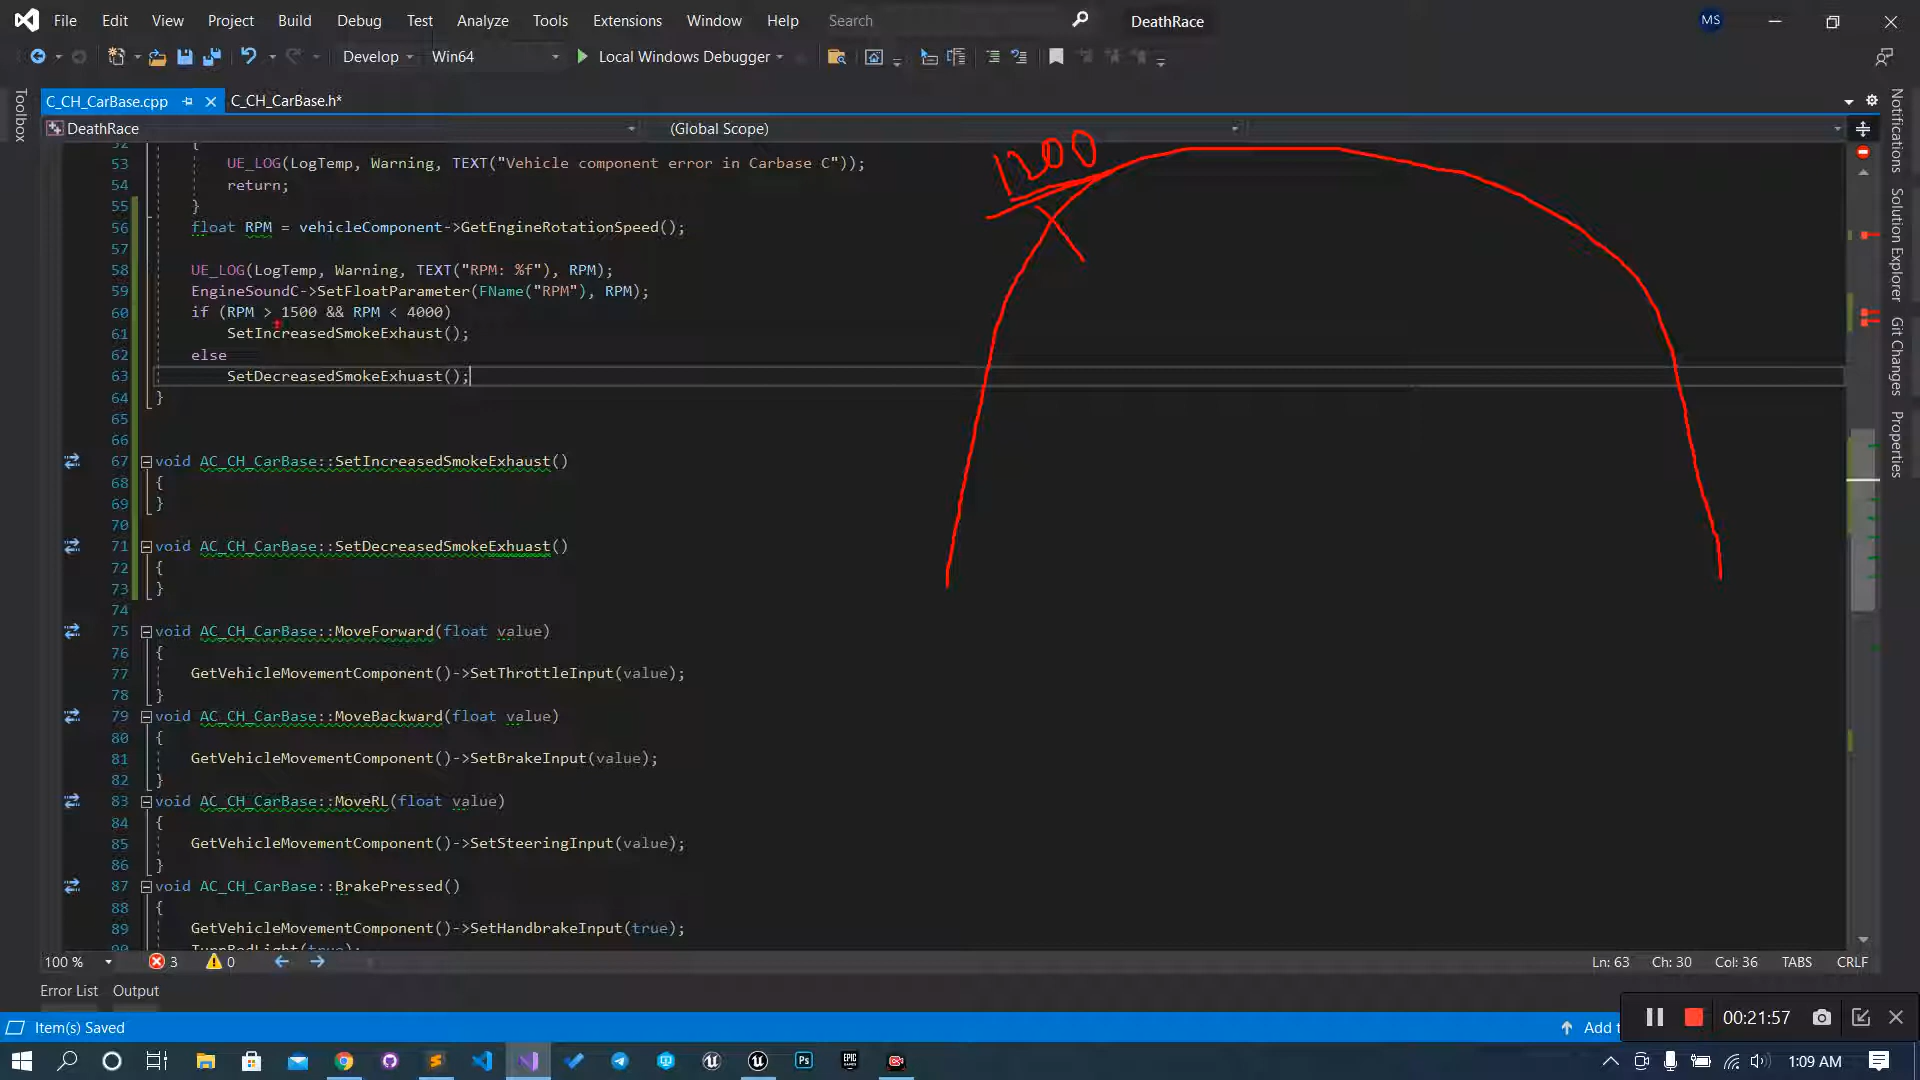 File Edit View Project Build Debug Test Analyze Tools Extensions Window Help Search DeathRace MS
Develop Win64 Local Windows Debugger
C_CH_CarBase.cpp C_CH_CarBase.h*
DeathRace (Global Scope)
Toolbox
Notifications
Solution Explorer
Git Changes
Properties
1200
52 {
53 UE_LOG(LogTemp, Warning, TEXT("Vehicle component error in Carbase C"));
54 return;
55 }
56 float RPM = vehicleComponent->GetEngineRotationSpeed();
57
58 UE_LOG(LogTemp, Warning, TEXT("RPM: %f"), RPM);
59 EngineSoundC->SetFloatParameter(FName("RPM"), RPM);
60 if (RPM > 1500 && RPM < 4000)
61 SetIncreasedSmokeExhaust();
62 else
63 SetDecreasedSmokeExhuast();
64 }
65
66
67 void AC_CH_CarBase::SetIncreasedSmokeExhaust()
68 {
69 }
70
71 void AC_CH_CarBase::SetDecreasedSmokeExhuast()
72 {
73 }
74
75 void AC_CH_CarBase::MoveForward(float value)
76 {
77 GetVehicleMovementComponent()->SetThrottleInput(value);
78 }
79 void AC_CH_CarBase::MoveBackward(float value)
80 {
81 GetVehicleMovementComponent()->SetBrakeInput(value);
82 }
83 void AC_CH_CarBase::MoveRL(float value)
84 {
85 GetVehicleMovementComponent()->SetSteeringInput(value);
86 }
87 void AC_CH_CarBase::BrakePressed()
88 {
89 GetVehicleMovementComponent()->SetHandbrakeInput(true);
90 TurnRedLight(true);
100 % 3 0 Ln: 63 Ch: 30 Col: 36 TABS CRLF
Error List Output
Item(s) Saved Add t
00:21:57
1:09 AM